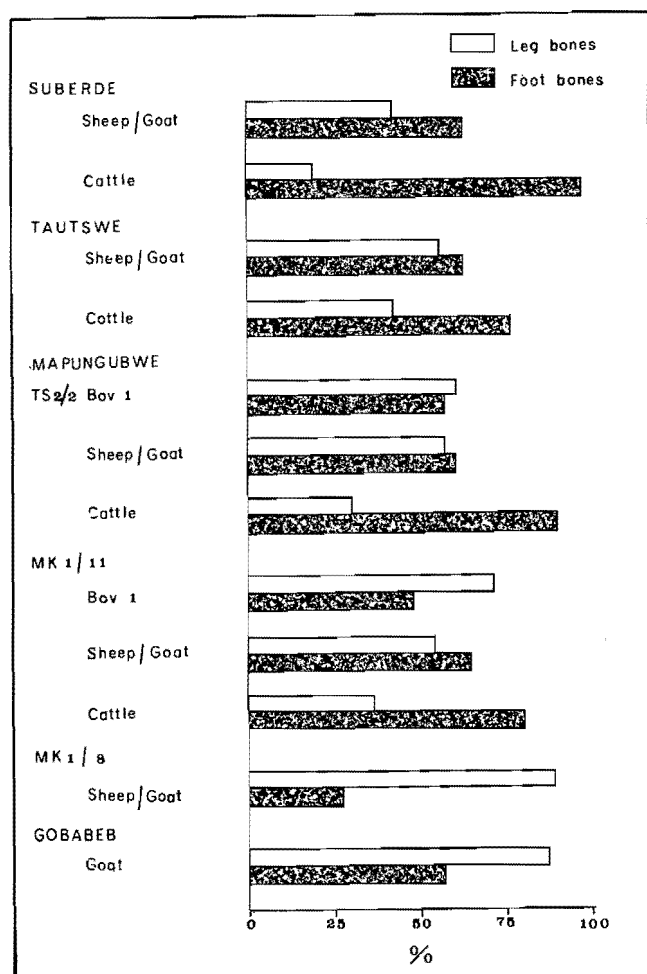 Leg bones
Foot bones
SUBERDE
Sheep/Goat
Cattle
TAUTSWE
Sheep/Goat
Cottle
MAPUNGUBWE
TS2/2 Bov 1
Sheep/Goat
Cattle
MK 1/11
Bov 1
Sheep/Goat
Cattle
MK 1/8
Sheep/Goat
GOBABEB
Goat
0 25 50 75 100
%